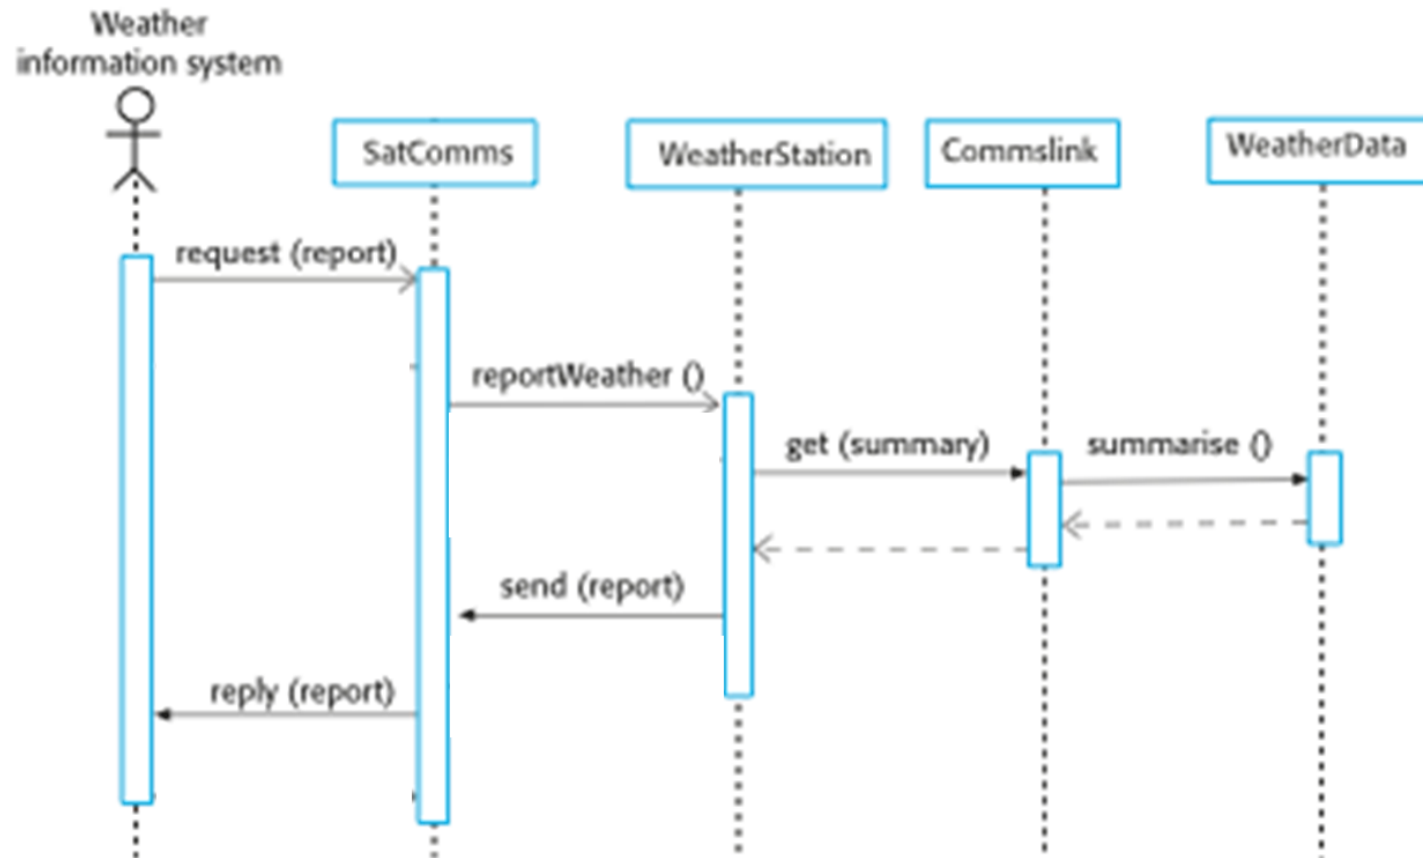 Weather
information system
SatComms
WeatherStation
Commslink
WeatherData
request (report)
reportWeather ()
get (summary)
summarise ()
send (report)
reply (report)